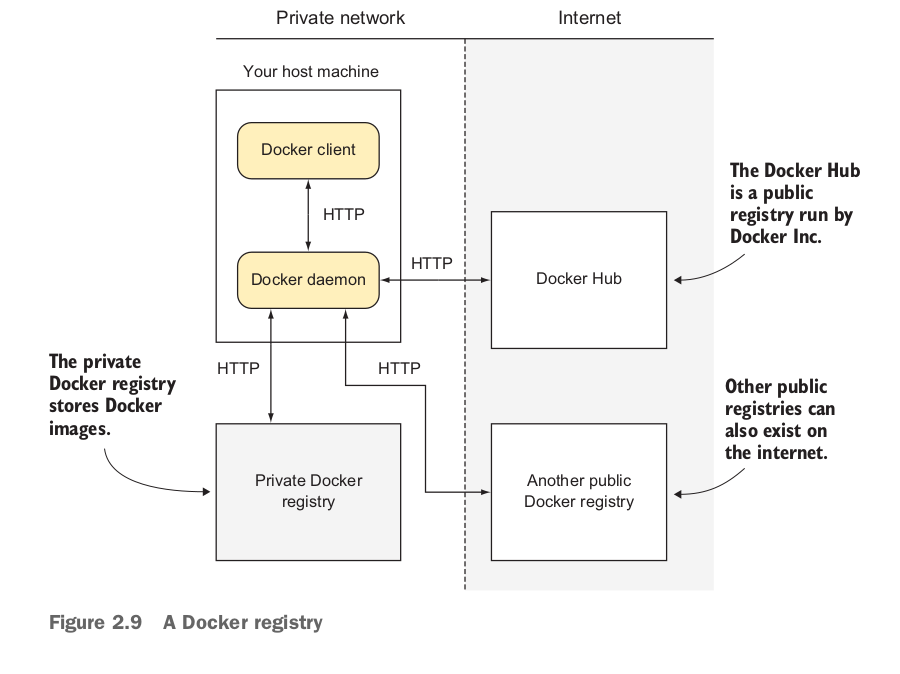 Private network
Internet
Your host machine
Docker client
HTTP
The Docker Hub
is a public
registry run by
Docker Inc.
HTTP
Docker daemon
Docker Hub
HTTP
HTTP
The private
Docker registry
stores Docker
images.
Other public
registries can
also exist on
the internet.
Private Docker
registry
Another public
Docker registry
Figure 2.9 A Docker registry